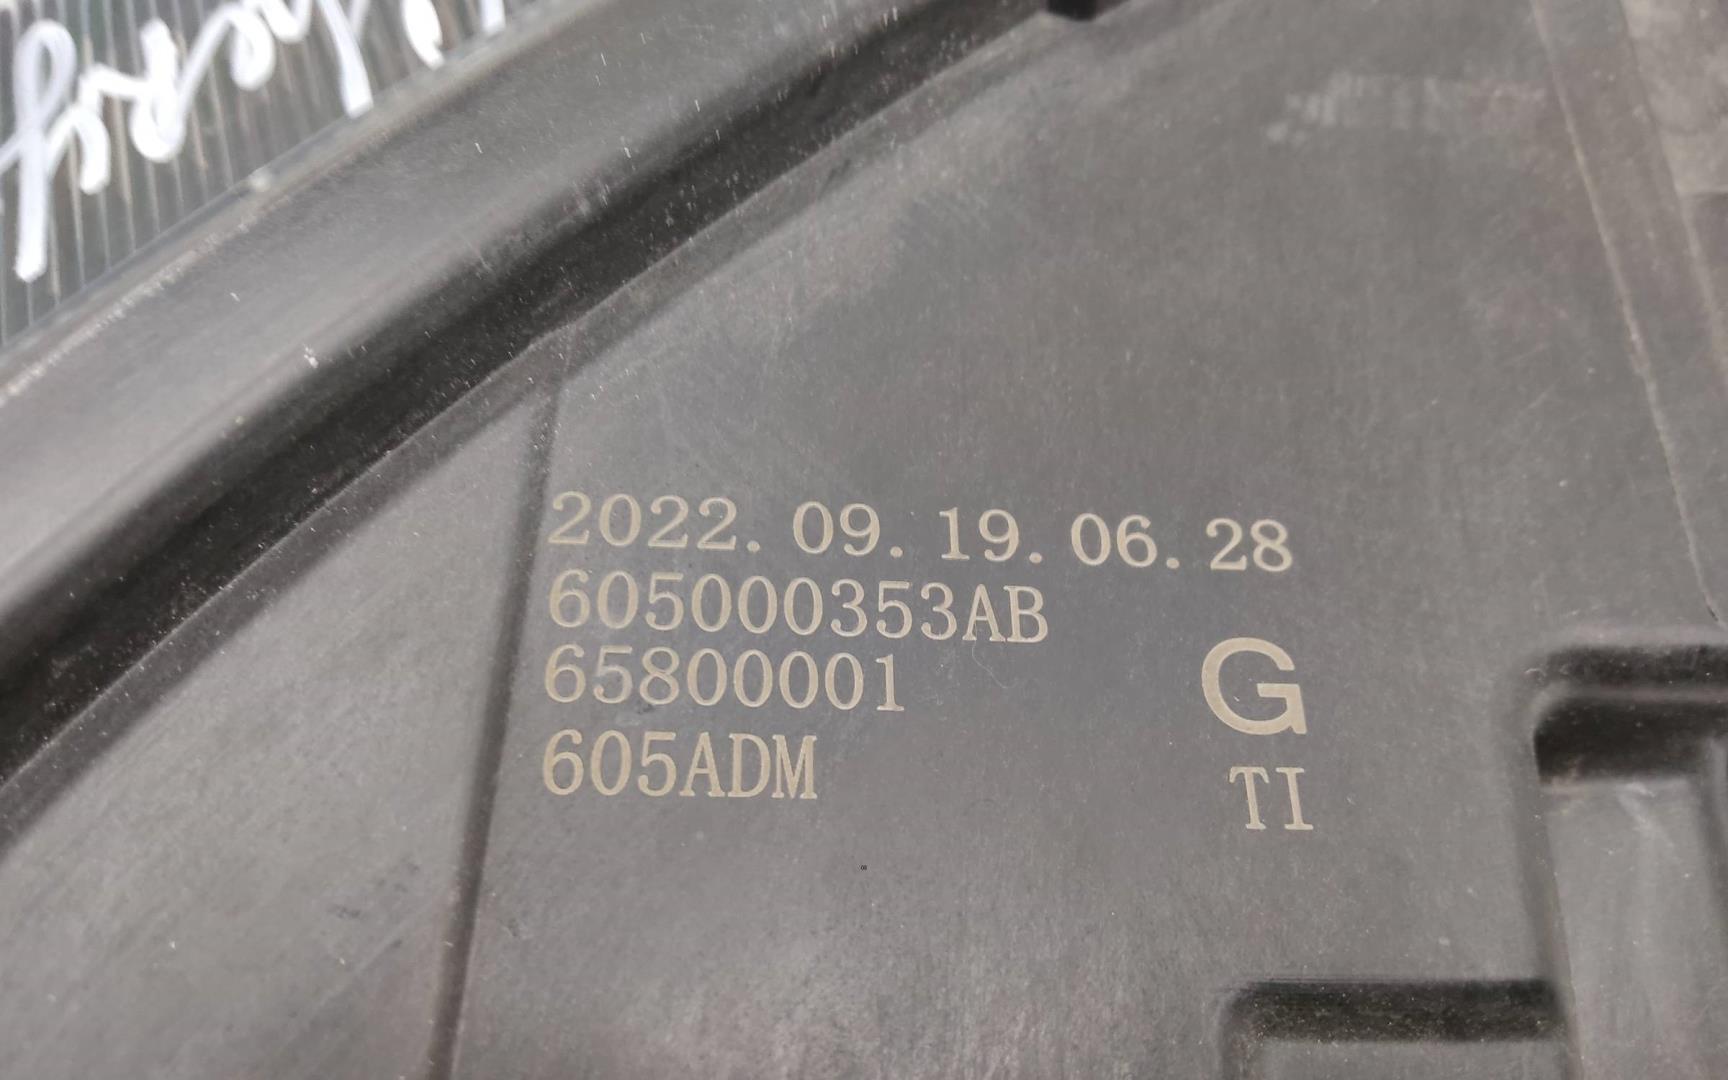 2022. 09. 19. 06. 28
605000353AB
65800001
G
605ADM
TI